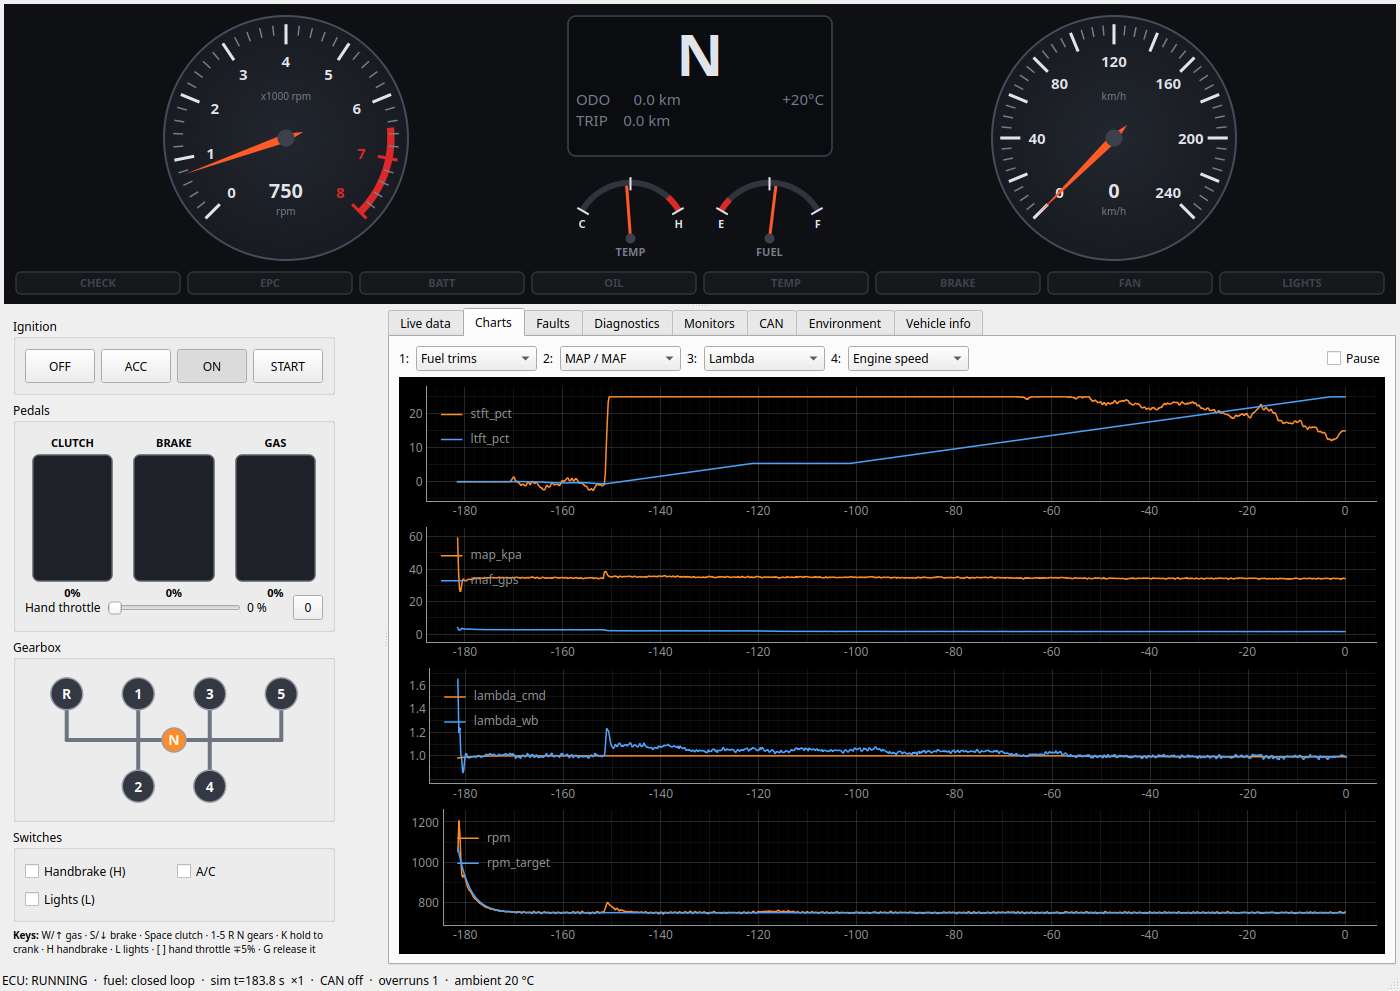 0 1 2 3 4 5 6 7 8
x1000 rpm
750
rpm
N
ODO 0.0 km +20°C
TRIP 0.0 km
C H
TEMP
E F
FUEL
0 40 80 120 160 200 240
km/h
0
km/h
CHECK EPC BATT OIL TEMP BRAKE FAN LIGHTS
Ignition
OFF ACC ON START
Pedals
CLUTCH BRAKE GAS
0% 0% 0%
Hand throttle 0 % 0
Gearbox
R 1 3 5
N
2 4
Switches
Handbrake (H) A/C
Lights (L)
Keys: W/↑ gas · S/↓ brake · Space clutch · 1-5 R N gears · K hold to
crank · H handbrake · L lights · [ ] hand throttle ∓5% · G release it
Live data Charts Faults Diagnostics Monitors CAN Environment Vehicle info
1: Fuel trims 2: MAP / MAF 3: Lambda 4: Engine speed Pause
20
10
0
stft_pct
ltft_pct
-180 -160 -140 -120 -100 -80 -60 -40 -20 0
60
40
20
0
map_kpa
maf_gps
-180 -160 -140 -120 -100 -80 -60 -40 -20 0
1.6
1.4
1.2
1.0
lambda_cmd
lambda_wb
-180 -160 -140 -120 -100 -80 -60 -40 -20 0
1200
1000
800
rpm
rpm_target
-180 -160 -140 -120 -100 -80 -60 -40 -20 0
ECU: RUNNING · fuel: closed loop · sim t=183.8 s ×1 · CAN off · overruns 1 · ambient 20 °C